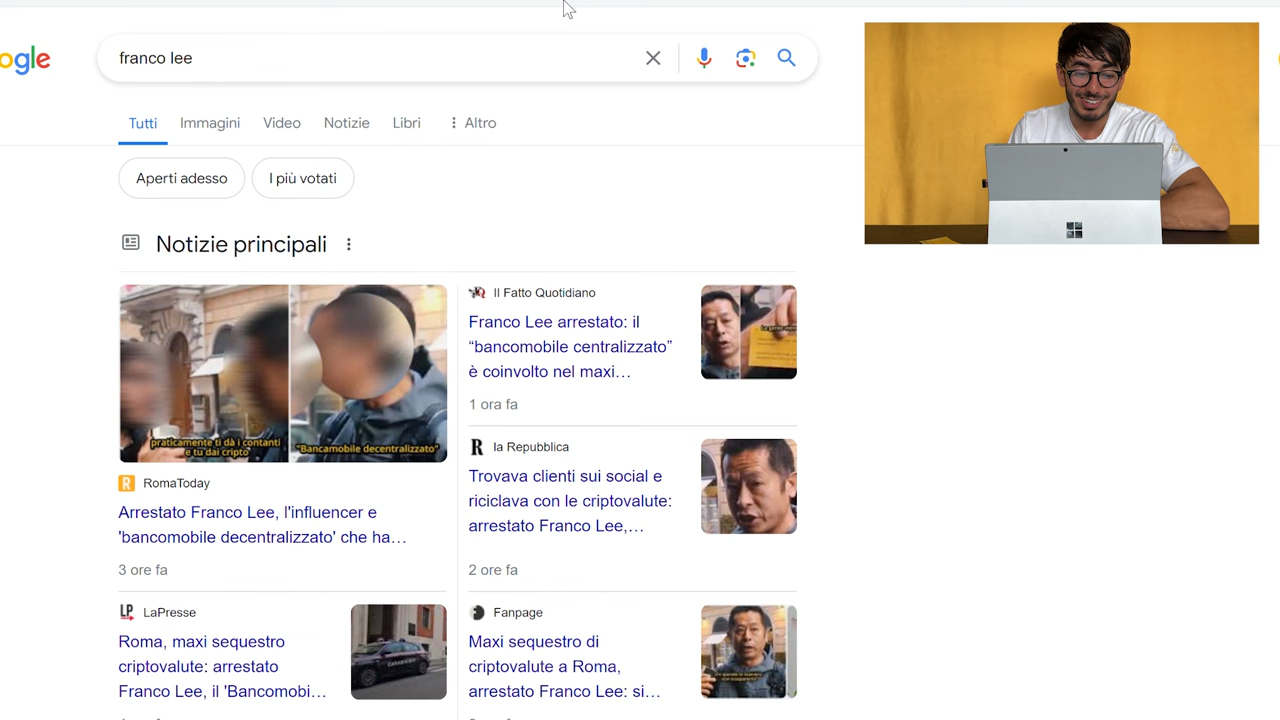 ogle
franco lee
Tutti Immagini Video Notizie Libri Altro
Aperti adesso I più votati
Notizie principali
praticamente ti dà i contanti
e tu dai cripto
"Bancamobile decentralizzato"
RomaToday
Arrestato Franco Lee, l'influencer e
'bancomobile decentralizzato' che ha…
3 ore fa
LP
LaPresse
Roma, maxi sequestro
criptovalute: arrestato
Franco Lee, il 'Bancomobi…
CARABINIERI
Il Fatto Quotidiano
Franco Lee arrestato: il
“bancomobile centralizzato”
è coinvolto nel maxi…
1 ora fa
R
la Repubblica
Trovava clienti sui social e
riciclava con le criptovalute:
arrestato Franco Lee,…
2 ore fa
Fanpage
Maxi sequestro di
criptovalute a Roma,
arrestato Franco Lee: si…